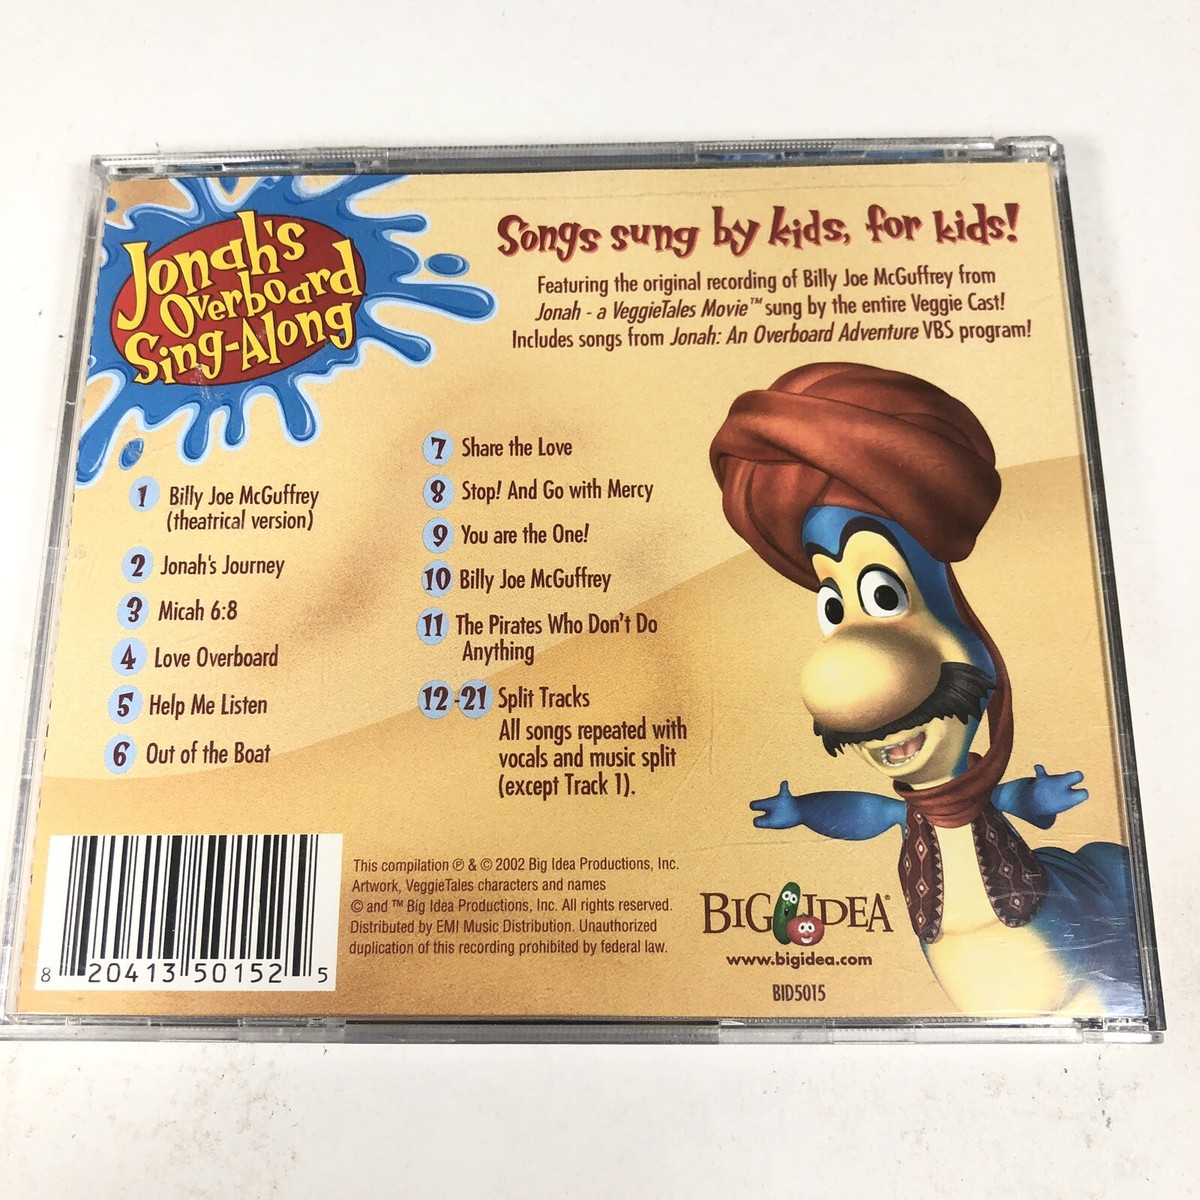 Jonah's
Overboard
Sing-Along
Songs sung by kids, for kids!
Featuring the original recording of Billy Joe McGuffrey from
Jonah - a VeggieTales Movie™ sung by the entire Veggie Cast!
Includes songs from Jonah: An Overboard Adventure VBS program!
1 Billy Joe McGuffrey
(theatrical version)
2 Jonah's Journey
3 Micah 6:8
4 Love Overboard
5 Help Me Listen
6 Out of the Boat
7 Share the Love
8 Stop! And Go with Mercy
9 You are the One!
10 Billy Joe McGuffrey
11 The Pirates Who Don't Do
Anything
12-21 Split Tracks
All songs repeated with
vocals and music split
(except Track 1).
8 20413 50152 5
This compilation ℗ & © 2002 Big Idea Productions, Inc.
Artwork, VeggieTales characters and names
© and ™ Big Idea Productions, Inc. All rights reserved.
Distributed by EMI Music Distribution. Unauthorized
duplication of this recording prohibited by federal law.
BIG IDEA®
www.bigidea.com
BID5015